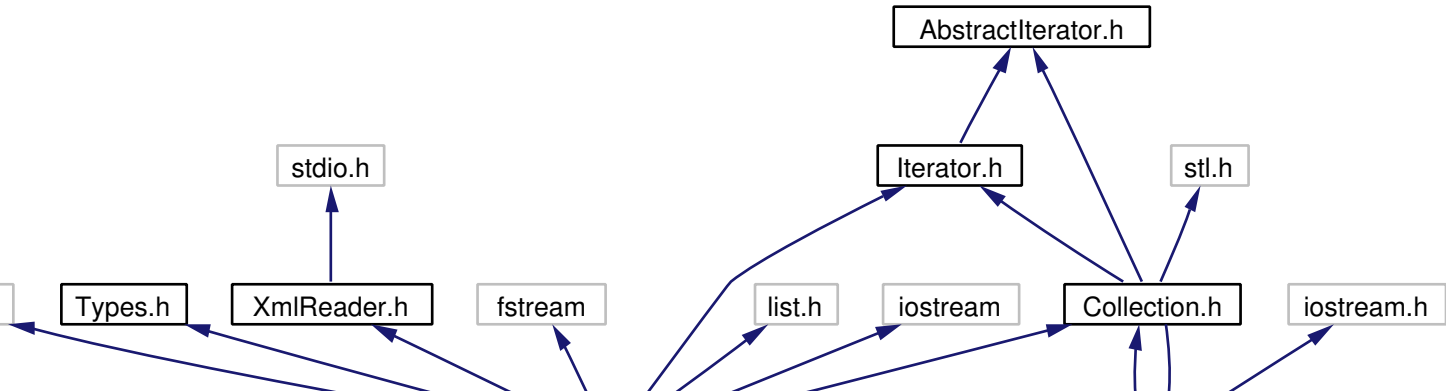 AbstractIterator.h
stdio.h
Iterator.h
stl.h
Types.h
XmlReader.h
fstream
list.h
iostream
Collection.h
iostream.h